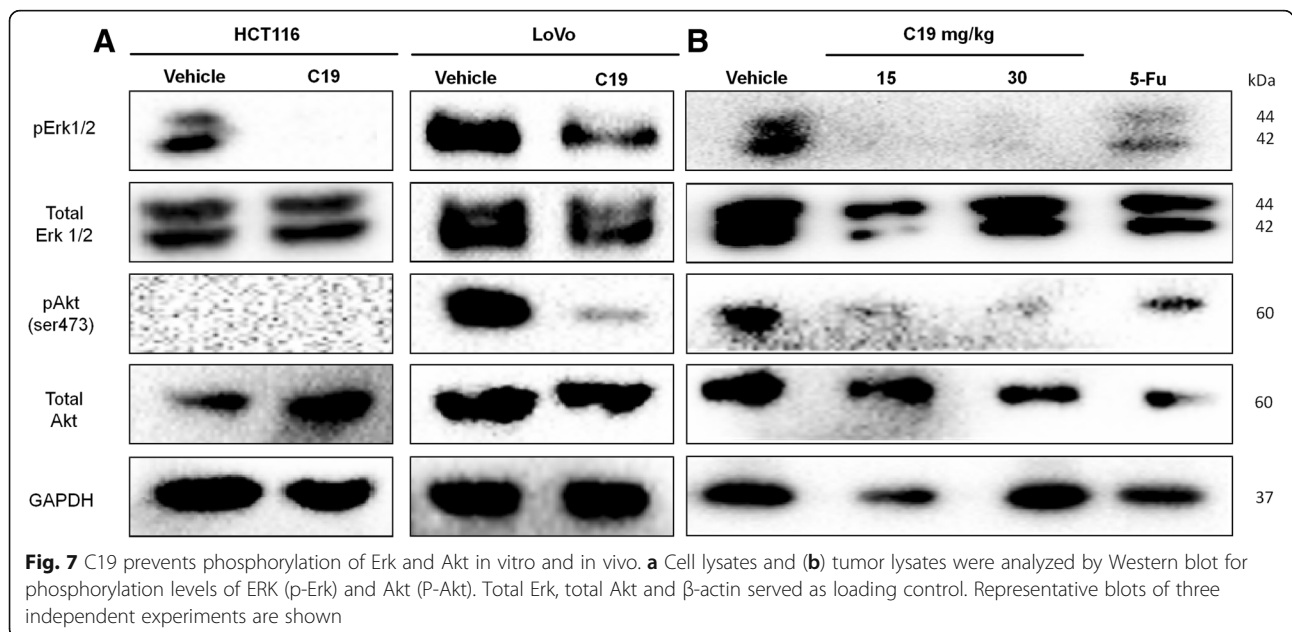 A
HCT116
LoVo
B
C19 mg/kg
Vehicle C19 Vehicle C19 Vehicle 15 30 5-Fu kDa
pErk1/2 44
42
Total
Erk 1/2 44
42
pAkt
(ser473) 60
Total
Akt 60
GAPDH 37
Fig. 7 C19 prevents phosphorylation of Erk and Akt in vitro and in vivo. a Cell lysates and (b) tumor lysates were analyzed by Western blot for
phosphorylation levels of ERK (p-Erk) and Akt (P-Akt). Total Erk, total Akt and β-actin served as loading control. Representative blots of three
independent experiments are shown